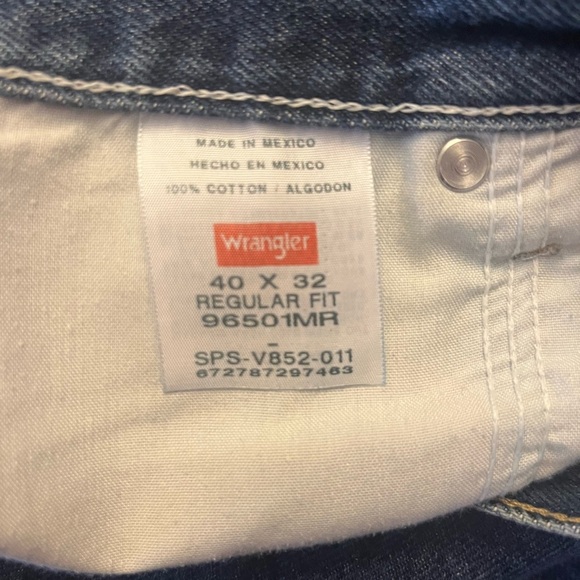 MADE IN MEXICO
HECHO EN MEXICO
100% COTTON / ALGODON
Wrangler
40 X 32
REGULAR FIT
96501MR
-
SPS-V852-011
672787297463